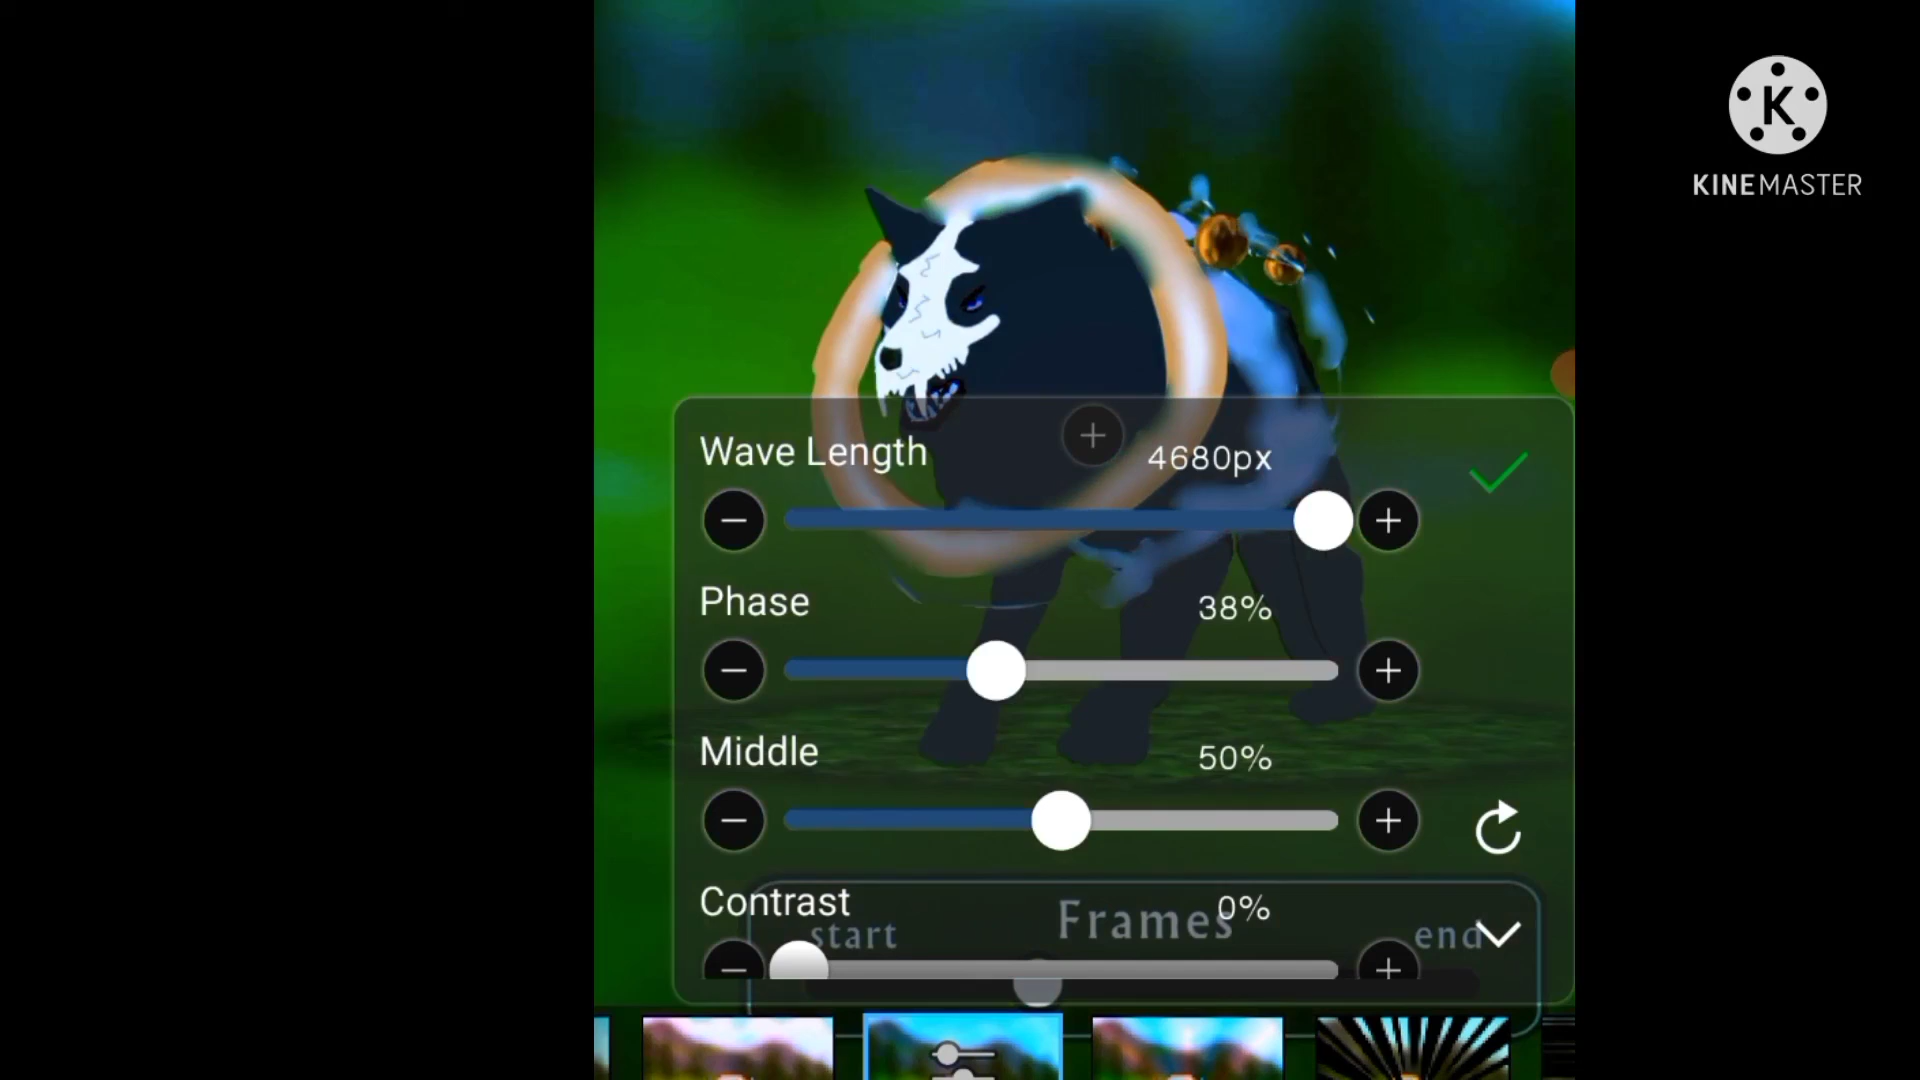 K
KINEMASTER
Wave Length 4680px
Phase 38%
Middle 50%
Contrast 0%
start Frames end